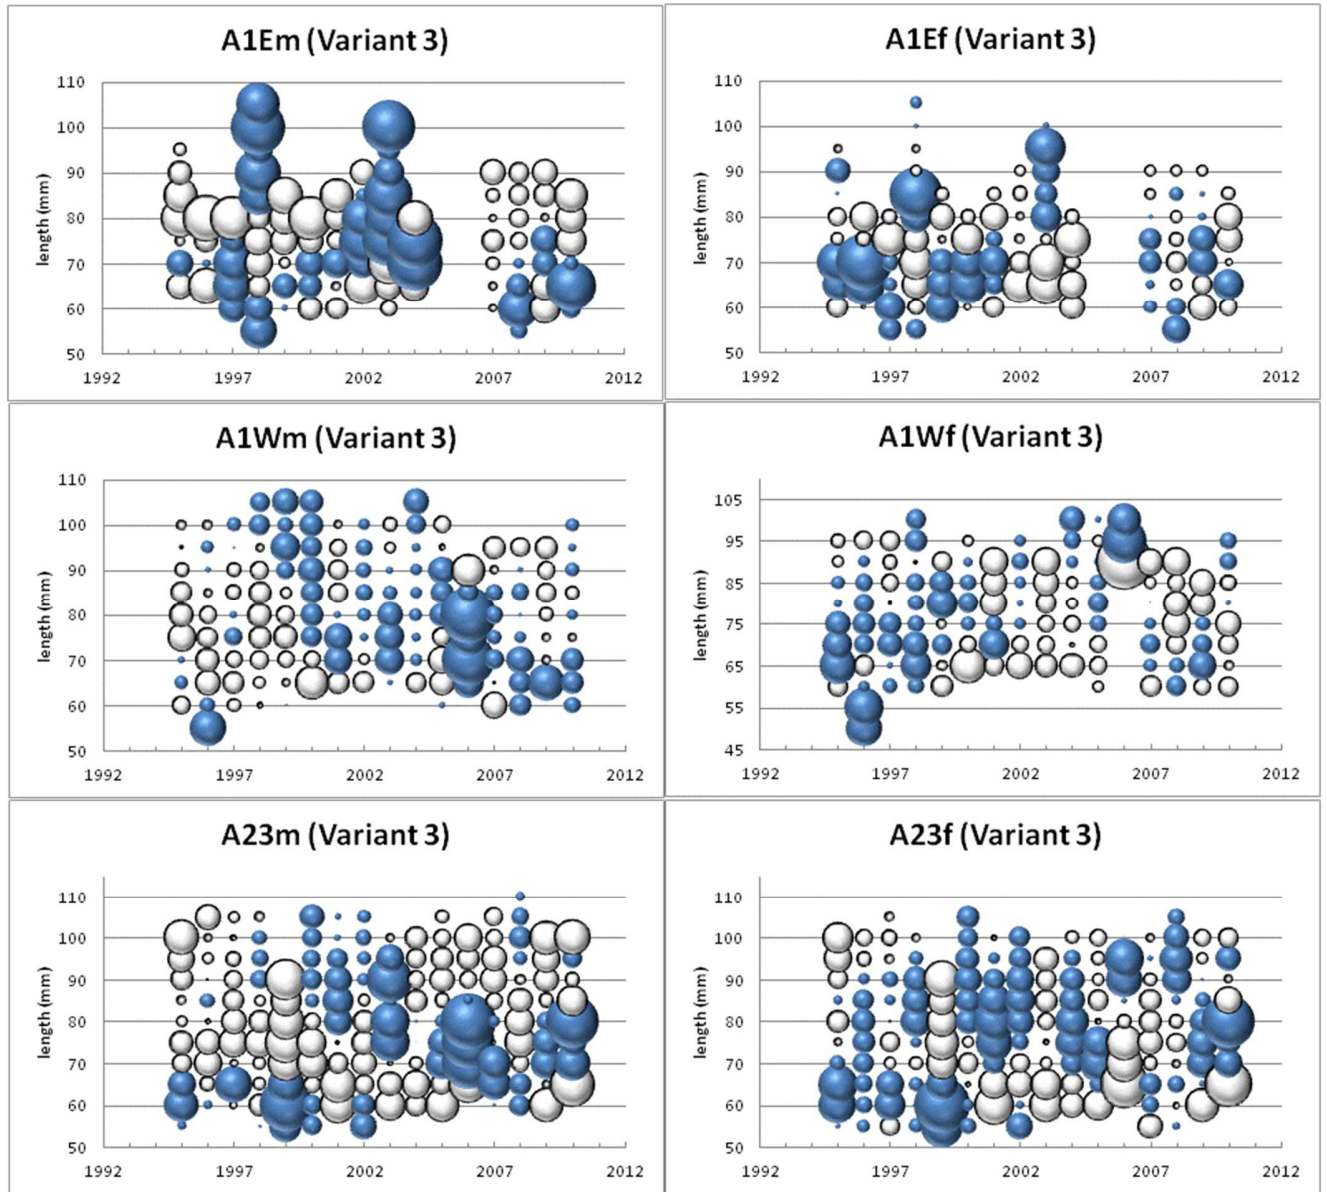 A1Em (Variant 3)
110
100
90
80
70
60
50
length (mm)
1992 1997 2002 2007 2012
A1Ef (Variant 3)
110
100
90
80
70
60
50
length (mm)
1992 1997 2002 2007 2012
A1Wm (Variant 3)
110
100
90
80
70
60
50
length (mm)
1992 1997 2002 2007 2012
A1Wf (Variant 3)
105
95
85
75
65
55
45
length (mm)
1992 1997 2002 2007 2012
A23m (Variant 3)
110
100
90
80
70
60
50
length (mm)
1992 1997 2002 2007 2012
A23f (Variant 3)
110
100
90
80
70
60
50
length (mm)
1992 1997 2002 2007 2012